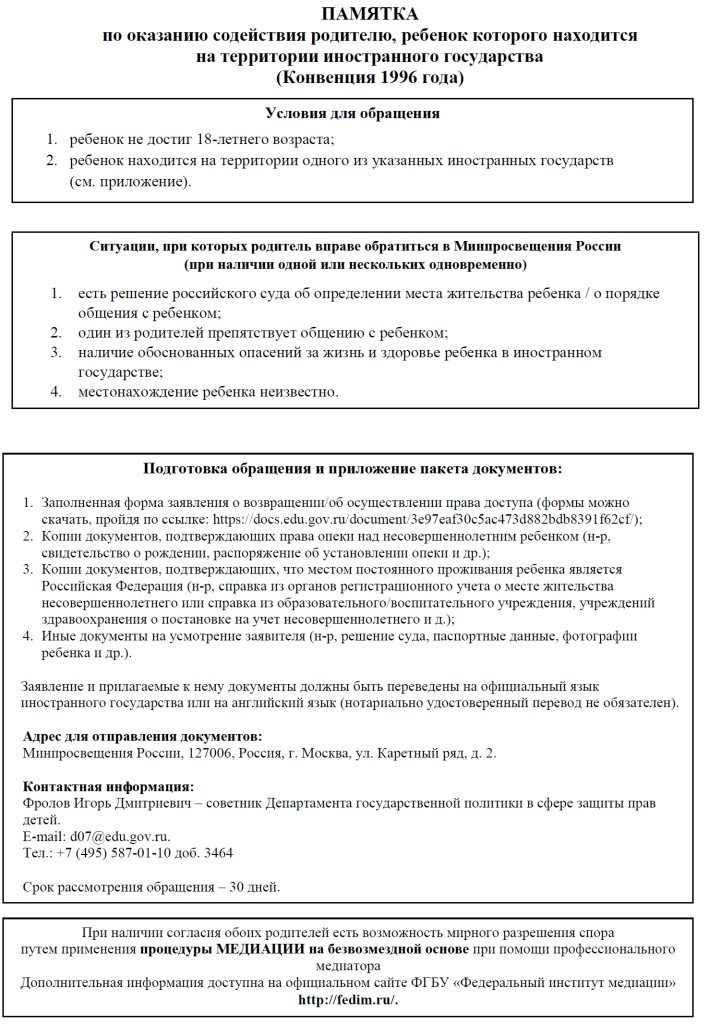 ПАМЯТКА
по оказанию содействия родителю, ребенок которого находится
на территории иностранного государства
(Конвенция 1996 года)
Условия для обращения
1. ребенок не достиг 18-летнего возраста;
2. ребенок находится на территории одного из указанных иностранных государств
(см. приложение).
Ситуации, при которых родитель вправе обратиться в Минпросвещения России
(при наличии одной или нескольких одновременно)
1. есть решение российского суда об определении места жительства ребенка / о порядке
общения с ребенком;
2. один из родителей препятствует общению с ребенком;
3. наличие обоснованных опасений за жизнь и здоровье ребенка в иностранном
государстве;
4. местонахождение ребенка неизвестно.
Подготовка обращения и приложение пакета документов:
1. Заполненная форма заявления о возвращении/об осуществлении права доступа (формы можно
скачать, пройдя по ссылке: https://docs.edu.gov.ru/document/3e97eaf30c5ac473d882bdb8391f62cf/);
2. Копии документов, подтверждающих права опеки над несовершеннолетним ребенком (н-р,
свидетельство о рождении, распоряжение об установлении опеки и др.);
3. Копии документов, подтверждающих, что местом постоянного проживания ребенка является
Российская Федерация (н-р, справка из органов регистрационного учета о месте жительства
несовершеннолетнего или справка из образовательного/воспитательного учреждения, учреждений
здравоохранения о постановке на учет несовершеннолетнего и д.);
4. Иные документы на усмотрение заявителя (н-р, решение суда, паспортные данные, фотографии
ребенка и др.).
Заявление и прилагаемые к нему документы должны быть переведены на официальный язык
иностранного государства или на английский язык (нотариально удостоверенный перевод не обязателен).
Адрес для отправления документов:
Минпросвещения России, 127006, Россия, г. Москва, ул. Каретный ряд, д. 2.
Контактная информация:
Фролов Игорь Дмитриевич – советник Департамента государственной политики в сфере защиты прав
детей.
E-mail: d07@edu.gov.ru.
Тел.: +7 (495) 587-01-10 доб. 3464
Срок рассмотрения обращения – 30 дней.
При наличии согласия обоих родителей есть возможность мирного разрешения спора
путем применения процедуры МЕДИАЦИИ на безвозмездной основе при помощи профессионального
медиатора
Дополнительная информация доступна на официальном сайте ФГБУ «Федеральный институт медиации»
http://fedim.ru/.